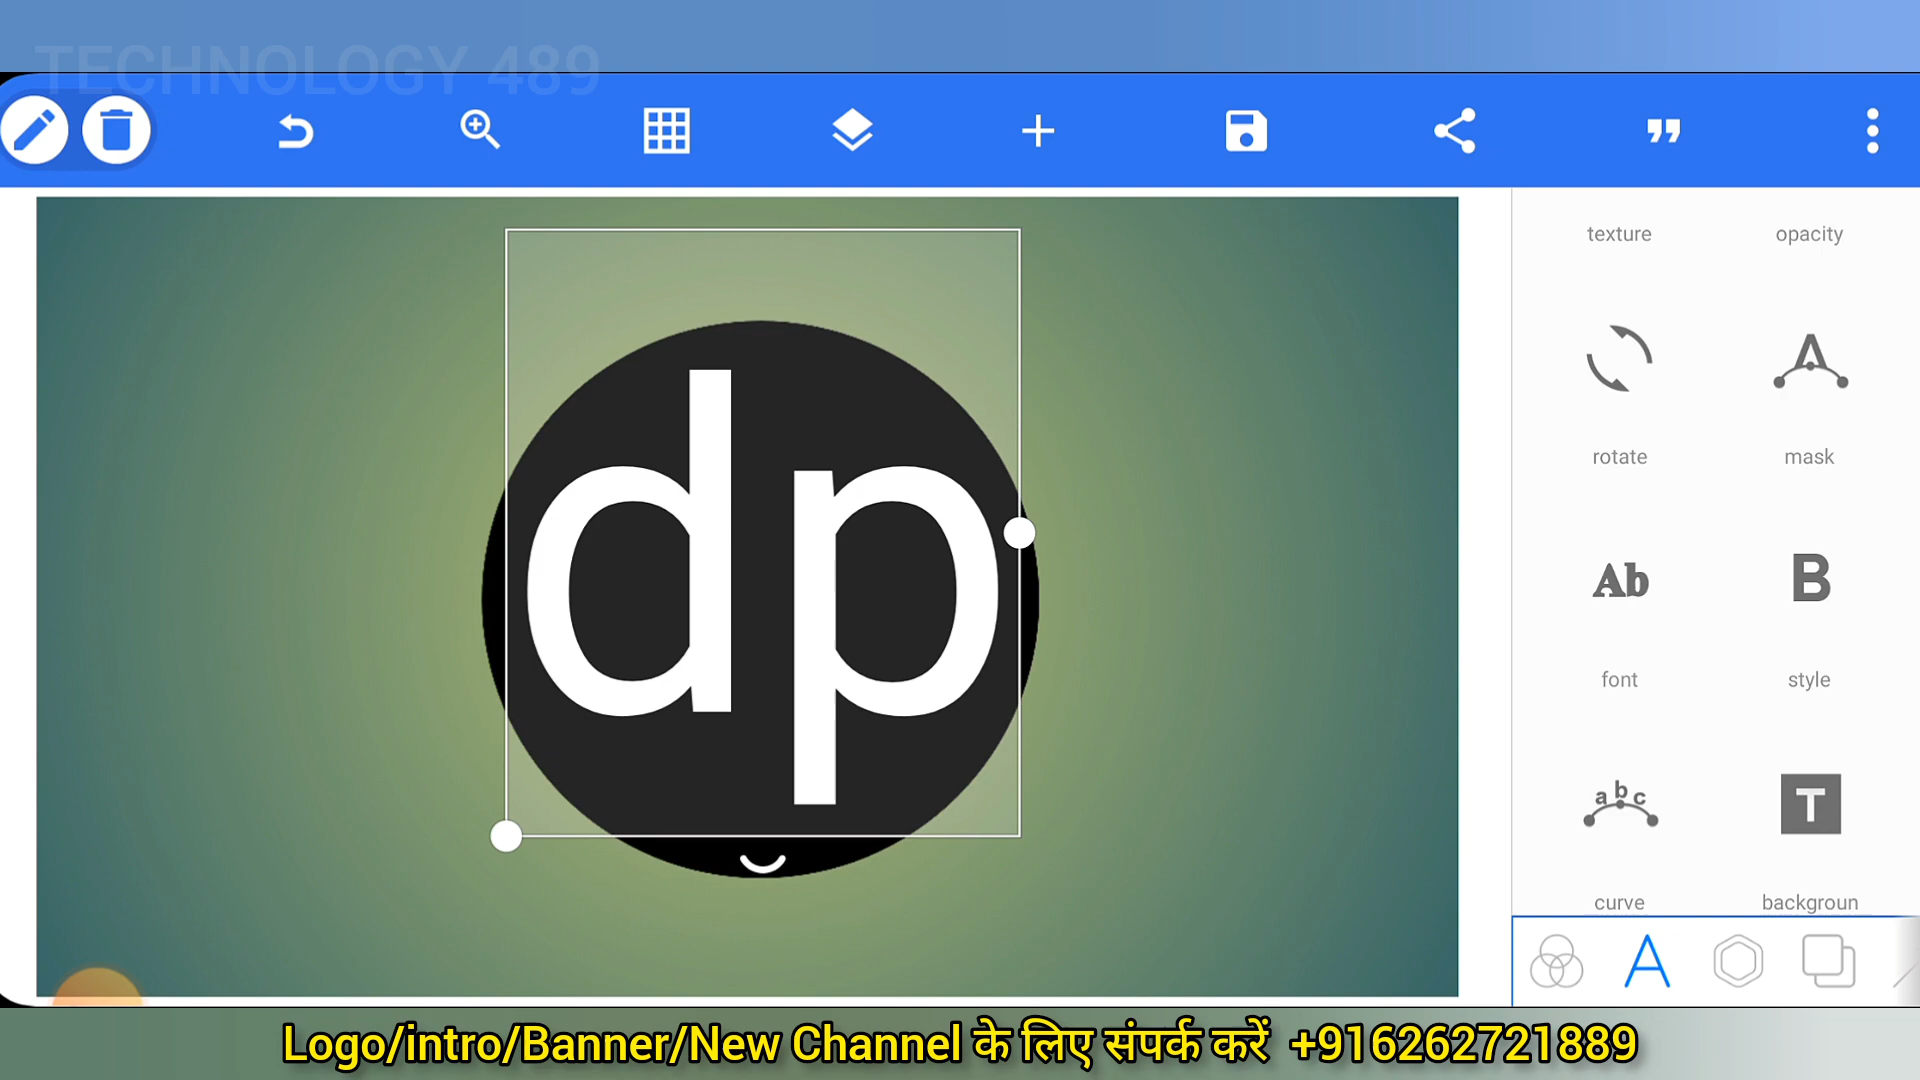 TECHNOLOGY 489
texture opacity
dp
rotate mask
Ab B
font style
abc T
curve backgroun
A
Logo/intro/Banner/New Channel के लिए संपर्क करें +916262721889